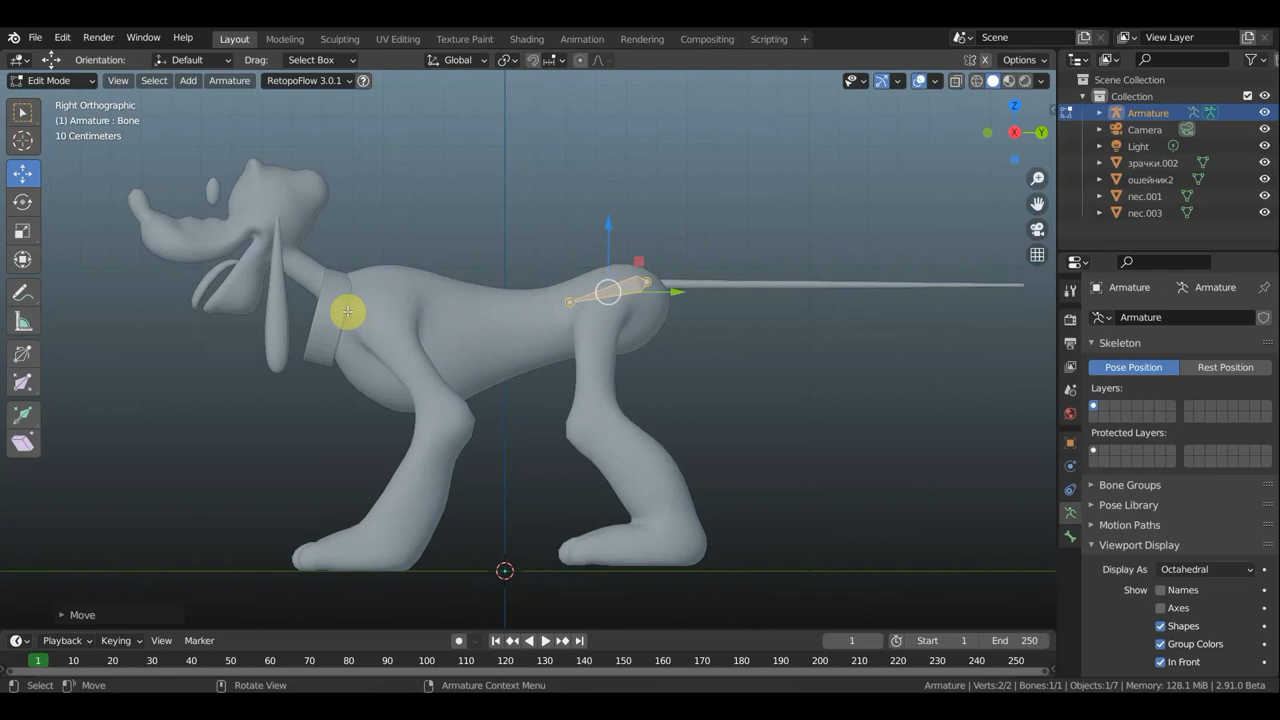 File Edit Render Window Help Layout Modeling Sculpting UV Editing Texture Paint Shading Animation Rendering Compositing Scripting + Scene View Layer
Orientation: Default Drag: Select Box Global X Options
Edit Mode View Select Add Armature RetopoFlow 3.0.1 ?
Scene Collection
Collection
Armature
Camera
Light
зрачки.002
ошейник2
пес.001
пес.003
Right Orthographic
(1) Armature : Bone
10 Centimeters
Z
X
Y
Armature Armature
Armature
Skeleton
Pose Position Rest Position
Layers:
Protected Layers:
Bone Groups
Pose Library
Motion Paths
Viewport Display
Display As Octahedral
Show Names
Axes
Shapes
Group Colors
In Front
Move
Playback Keying View Marker 1 Start 1 End 250
1 10 20 30 40 50 60 70 80 90 100 110 120 130 140 150 160 170 180 190 200 210 220 230 240 250
Select Move Rotate View Armature Context Menu Armature | Verts:2/2 | Bones:1/1 | Objects:1/7 | Memory: 128.1 MiB | 2.91.0 Beta